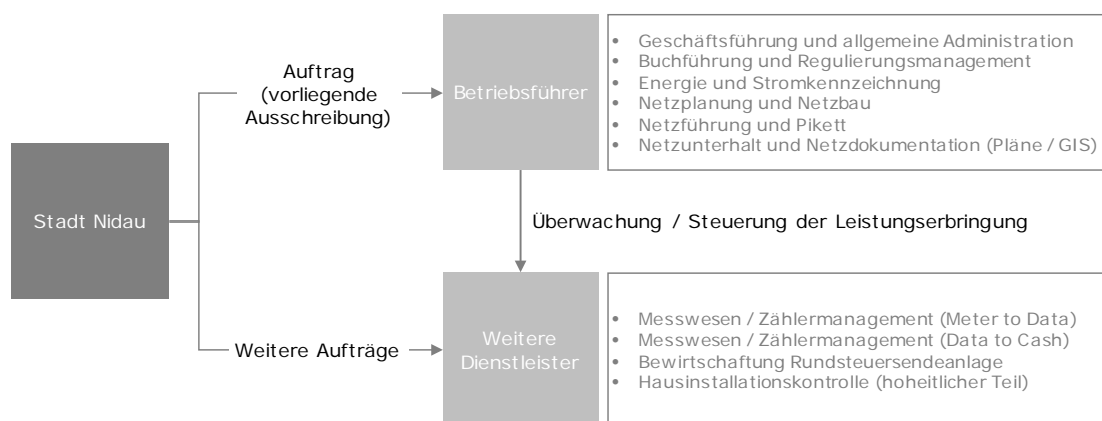 Stadt Nidau
Auftrag
(vorliegende
Ausschreibung)
Betriebsführer
• Geschäftsführung und allgemeine Administration
• Buchführung und Regulierungsmanagement
• Energie und Stromkennzeichnung
• Netzplanung und Netzbau
• Netzführung und Pikett
• Netzunterhalt und Netzdokumentation (Pläne / GIS)
Überwachung / Steuerung der Leistungserbringung
Weitere Aufträge
Weitere
Dienstleister
• Messwesen / Zählermanagement (Meter to Data)
• Messwesen / Zählermanagement (Data to Cash)
• Bewirtschaftung Rundsteuersendeanlage
• Hausinstallationskontrolle (hoheitlicher Teil)